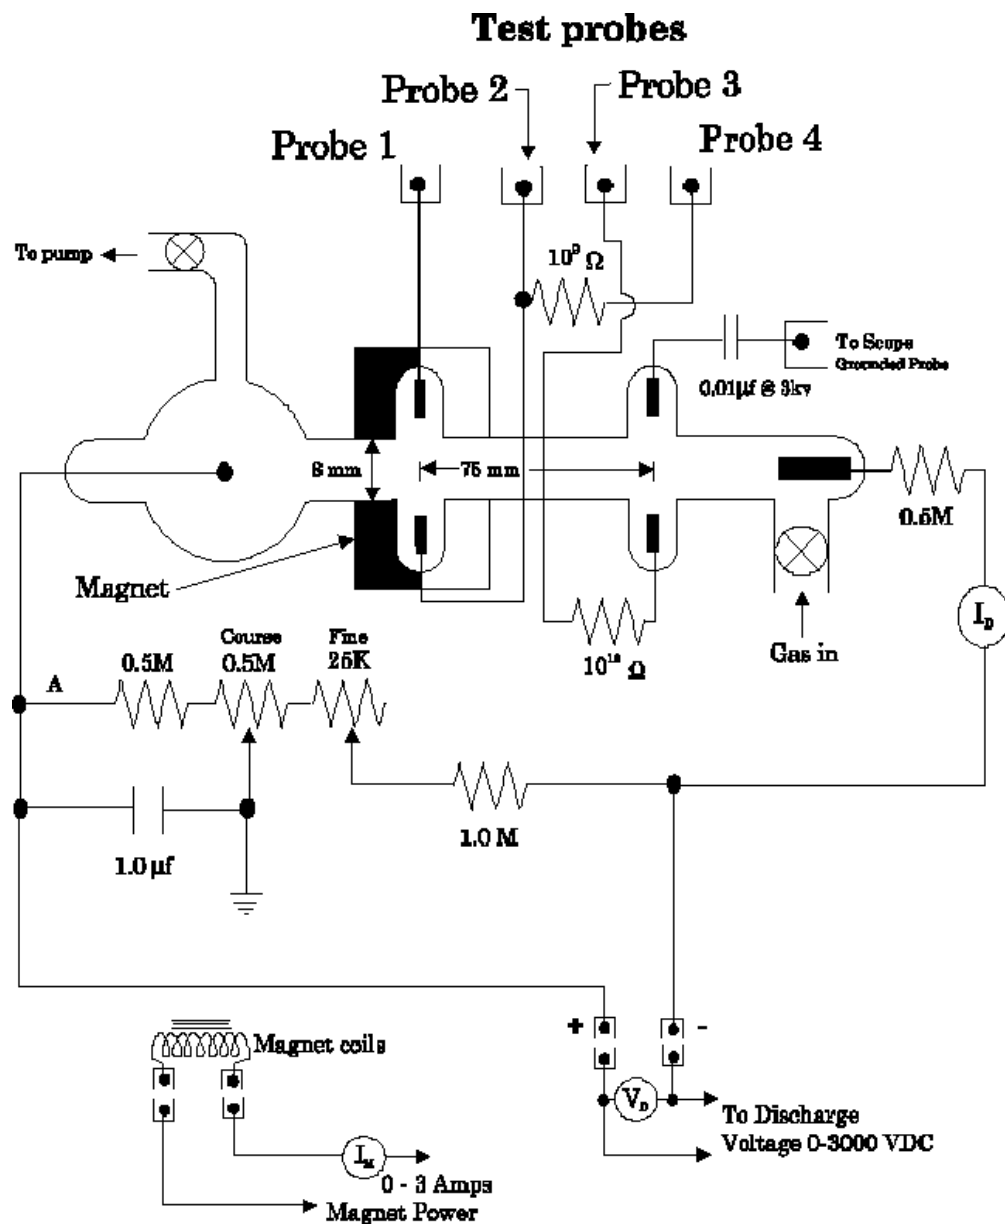 Test probes
Probe 2
Probe 3
Probe 1
Probe 4
To pump
10⁹ Ω
To Scope
Grounded Probe
0.01µf @ 3kv
8 mm
75 mm
0.5M
Magnet
I_D
Course
Fine
0.5M
0.5M
25K
Gas in
A
Ω
1.0 M
1.0 µf
+
-
Magnet coils
V_D
To Discharge
Voltage 0-3000 VDC
I_M
0 - 3 Amps
Magnet Power